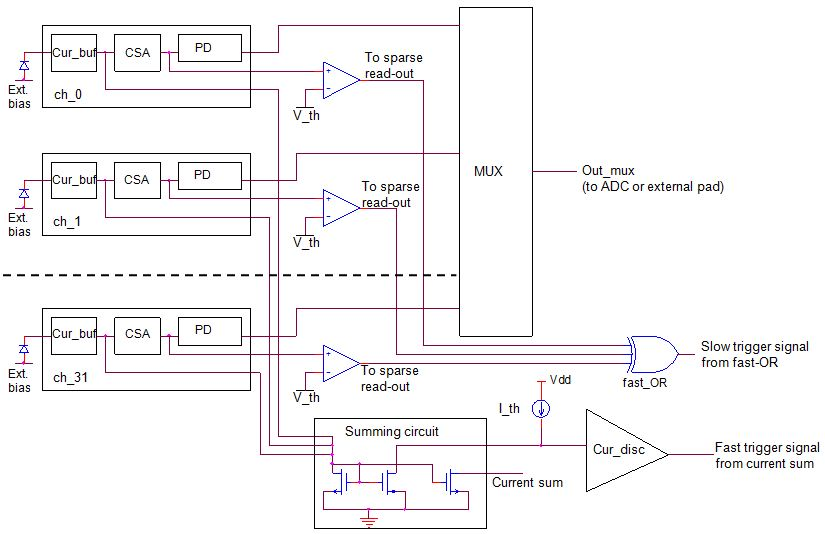 Cur_buf
CSA
PD
Ext.
bias
ch_0
To sparse
read-out
+
-
V_th
Cur_buf
CSA
PD
Ext.
bias
ch_1
To sparse
read-out
+
-
V_th
MUX
Out_mux
(to ADC or external pad)
Cur_buf
CSA
PD
Ext.
bias
ch_31
+
-
To sparse
read-out
V_th
fast_OR
Slow trigger signal
from fast-OR
Vdd
I_th
Summing circuit
Current sum
Cur_disc
Fast trigger signal
from current sum